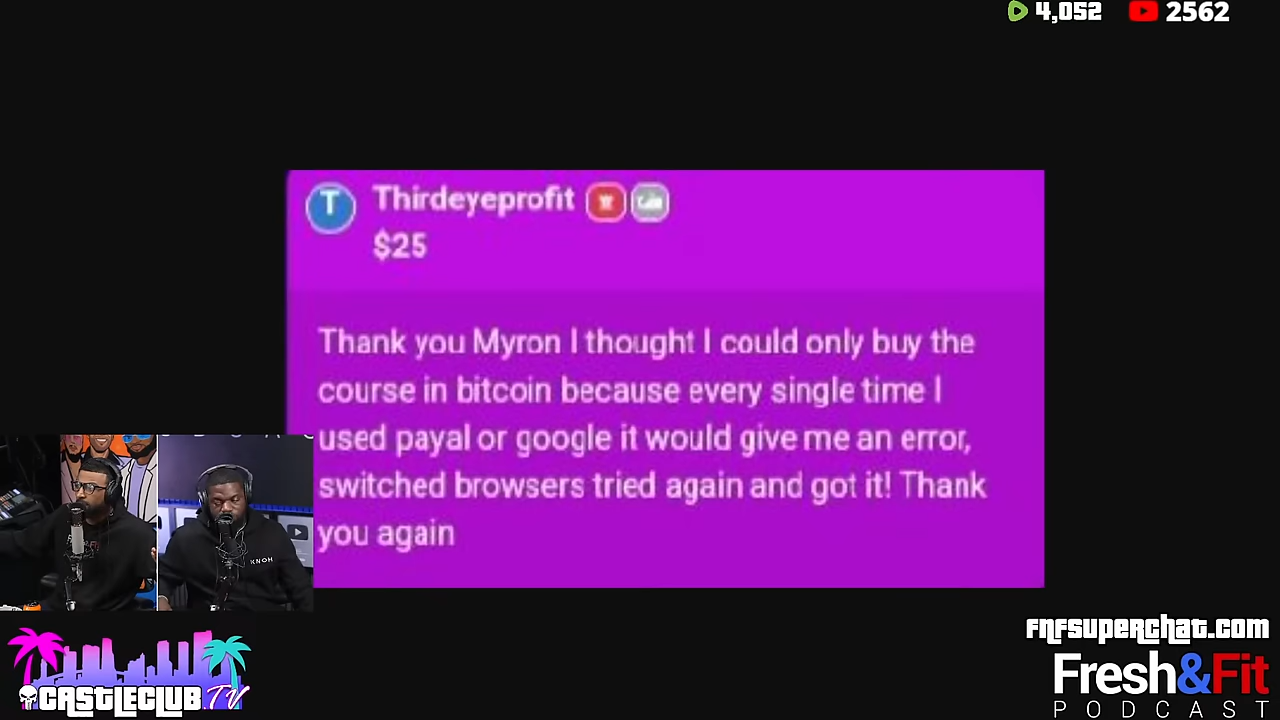 4,052 2562
T
Thirdeyeprofit
$25
Thank you Myron I thought I could only buy the
course in bitcoin because every single time I
used payal or google it would give me an error,
switched browsers tried again and got it! Thank
you again
KNOH
CASTLECLUB.TV
fnfsuperchat.com
Fresh&Fit
PODCAST